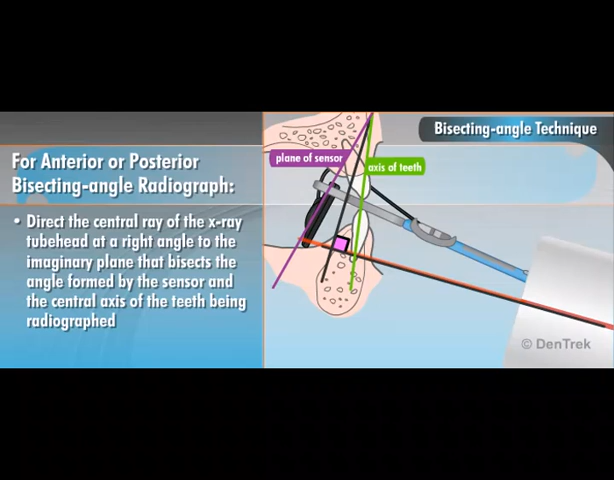 Bisecting-angle Technique
For Anterior or Posterior
Bisecting-angle Radiograph:
• Direct the central ray of the x-ray
tubehead at a right angle to the
imaginary plane that bisects the
angle formed by the sensor and
the central axis of the teeth being
radiographed
plane of sensor
axis of teeth
© DenTrek